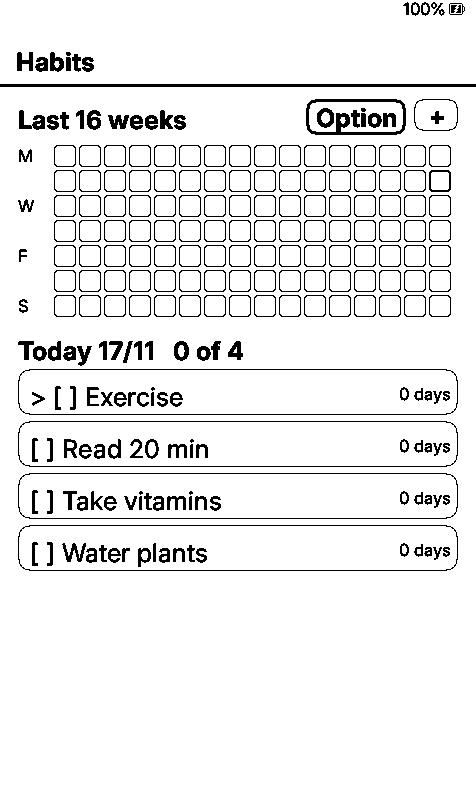 100%
Habits
Last 16 weeks Option +
M
W
F
S
Today 17/11 0 of 4
> [ ] Exercise 0 days
[ ] Read 20 min 0 days
[ ] Take vitamins 0 days
[ ] Water plants 0 days